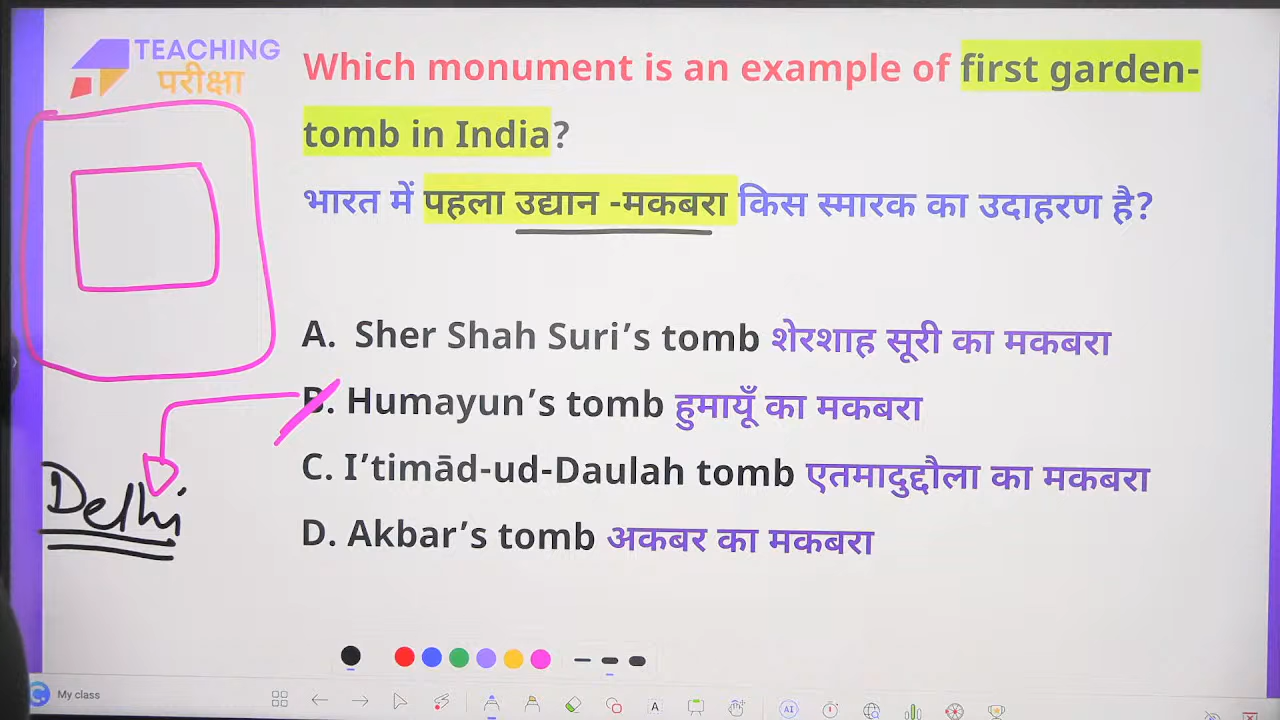 TEACHING
परीक्षा
Which monument is an example of first garden-
tomb in India?
भारत में पहला उद्यान -मकबरा किस स्मारक का उदाहरण है?
A. Sher Shah Suri’s tomb शेरशाह सूरी का मकबरा
B. Humayun’s tomb हुमायूँ का मकबरा
C. I’timād-ud-Daulah tomb एतमादुद्दौला का मकबरा
D. Akbar’s tomb अकबर का मकबरा
Delhi
My class
A
AI